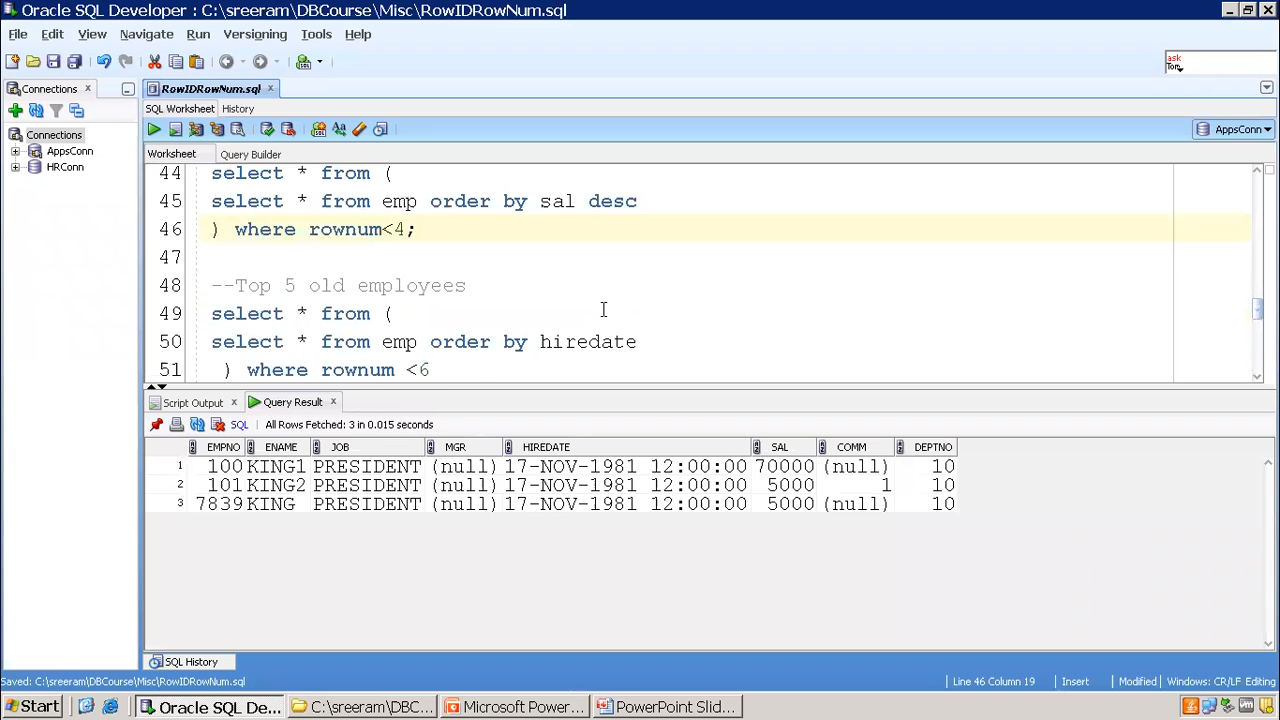 Oracle SQL Developer : C:\sreeram\DBCourse\Misc\RowIDRowNum.sql
File Edit View Navigate Run Versioning Tools Help
ask
Tom
Connections RowIDRowNum.sql
SQL Worksheet History
Connections
AppsConn
AppsConn
HRConn
Worksheet Query Builder
44 select * from (
45 select * from emp order by sal desc
46 ) where rownum<4;
47
48 --Top 5 old employees
49 select * from (
50 select * from emp order by hiredate
51 ) where rownum <6
Script Output Query Result
SQL All Rows Fetched: 3 in 0.015 seconds
EMPNO ENAME JOB MGR HIREDATE SAL COMM DEPTNO
1 100 KING1 PRESIDENT (null) 17-NOV-1981 12:00:00 70000 (null) 10
2 101 KING2 PRESIDENT (null) 17-NOV-1981 12:00:00 5000 1 10
3 7839 KING PRESIDENT (null) 17-NOV-1981 12:00:00 5000 (null) 10
SQL History
Saved: C:\sreeram\DBCourse\Misc\RowIDRowNum.sql Line 46 Column 19 Insert Modified Windows: CR/LF Editing
Start Oracle SQL De... C:\sreeram\DBC... Microsoft Power... PowerPoint Slid...